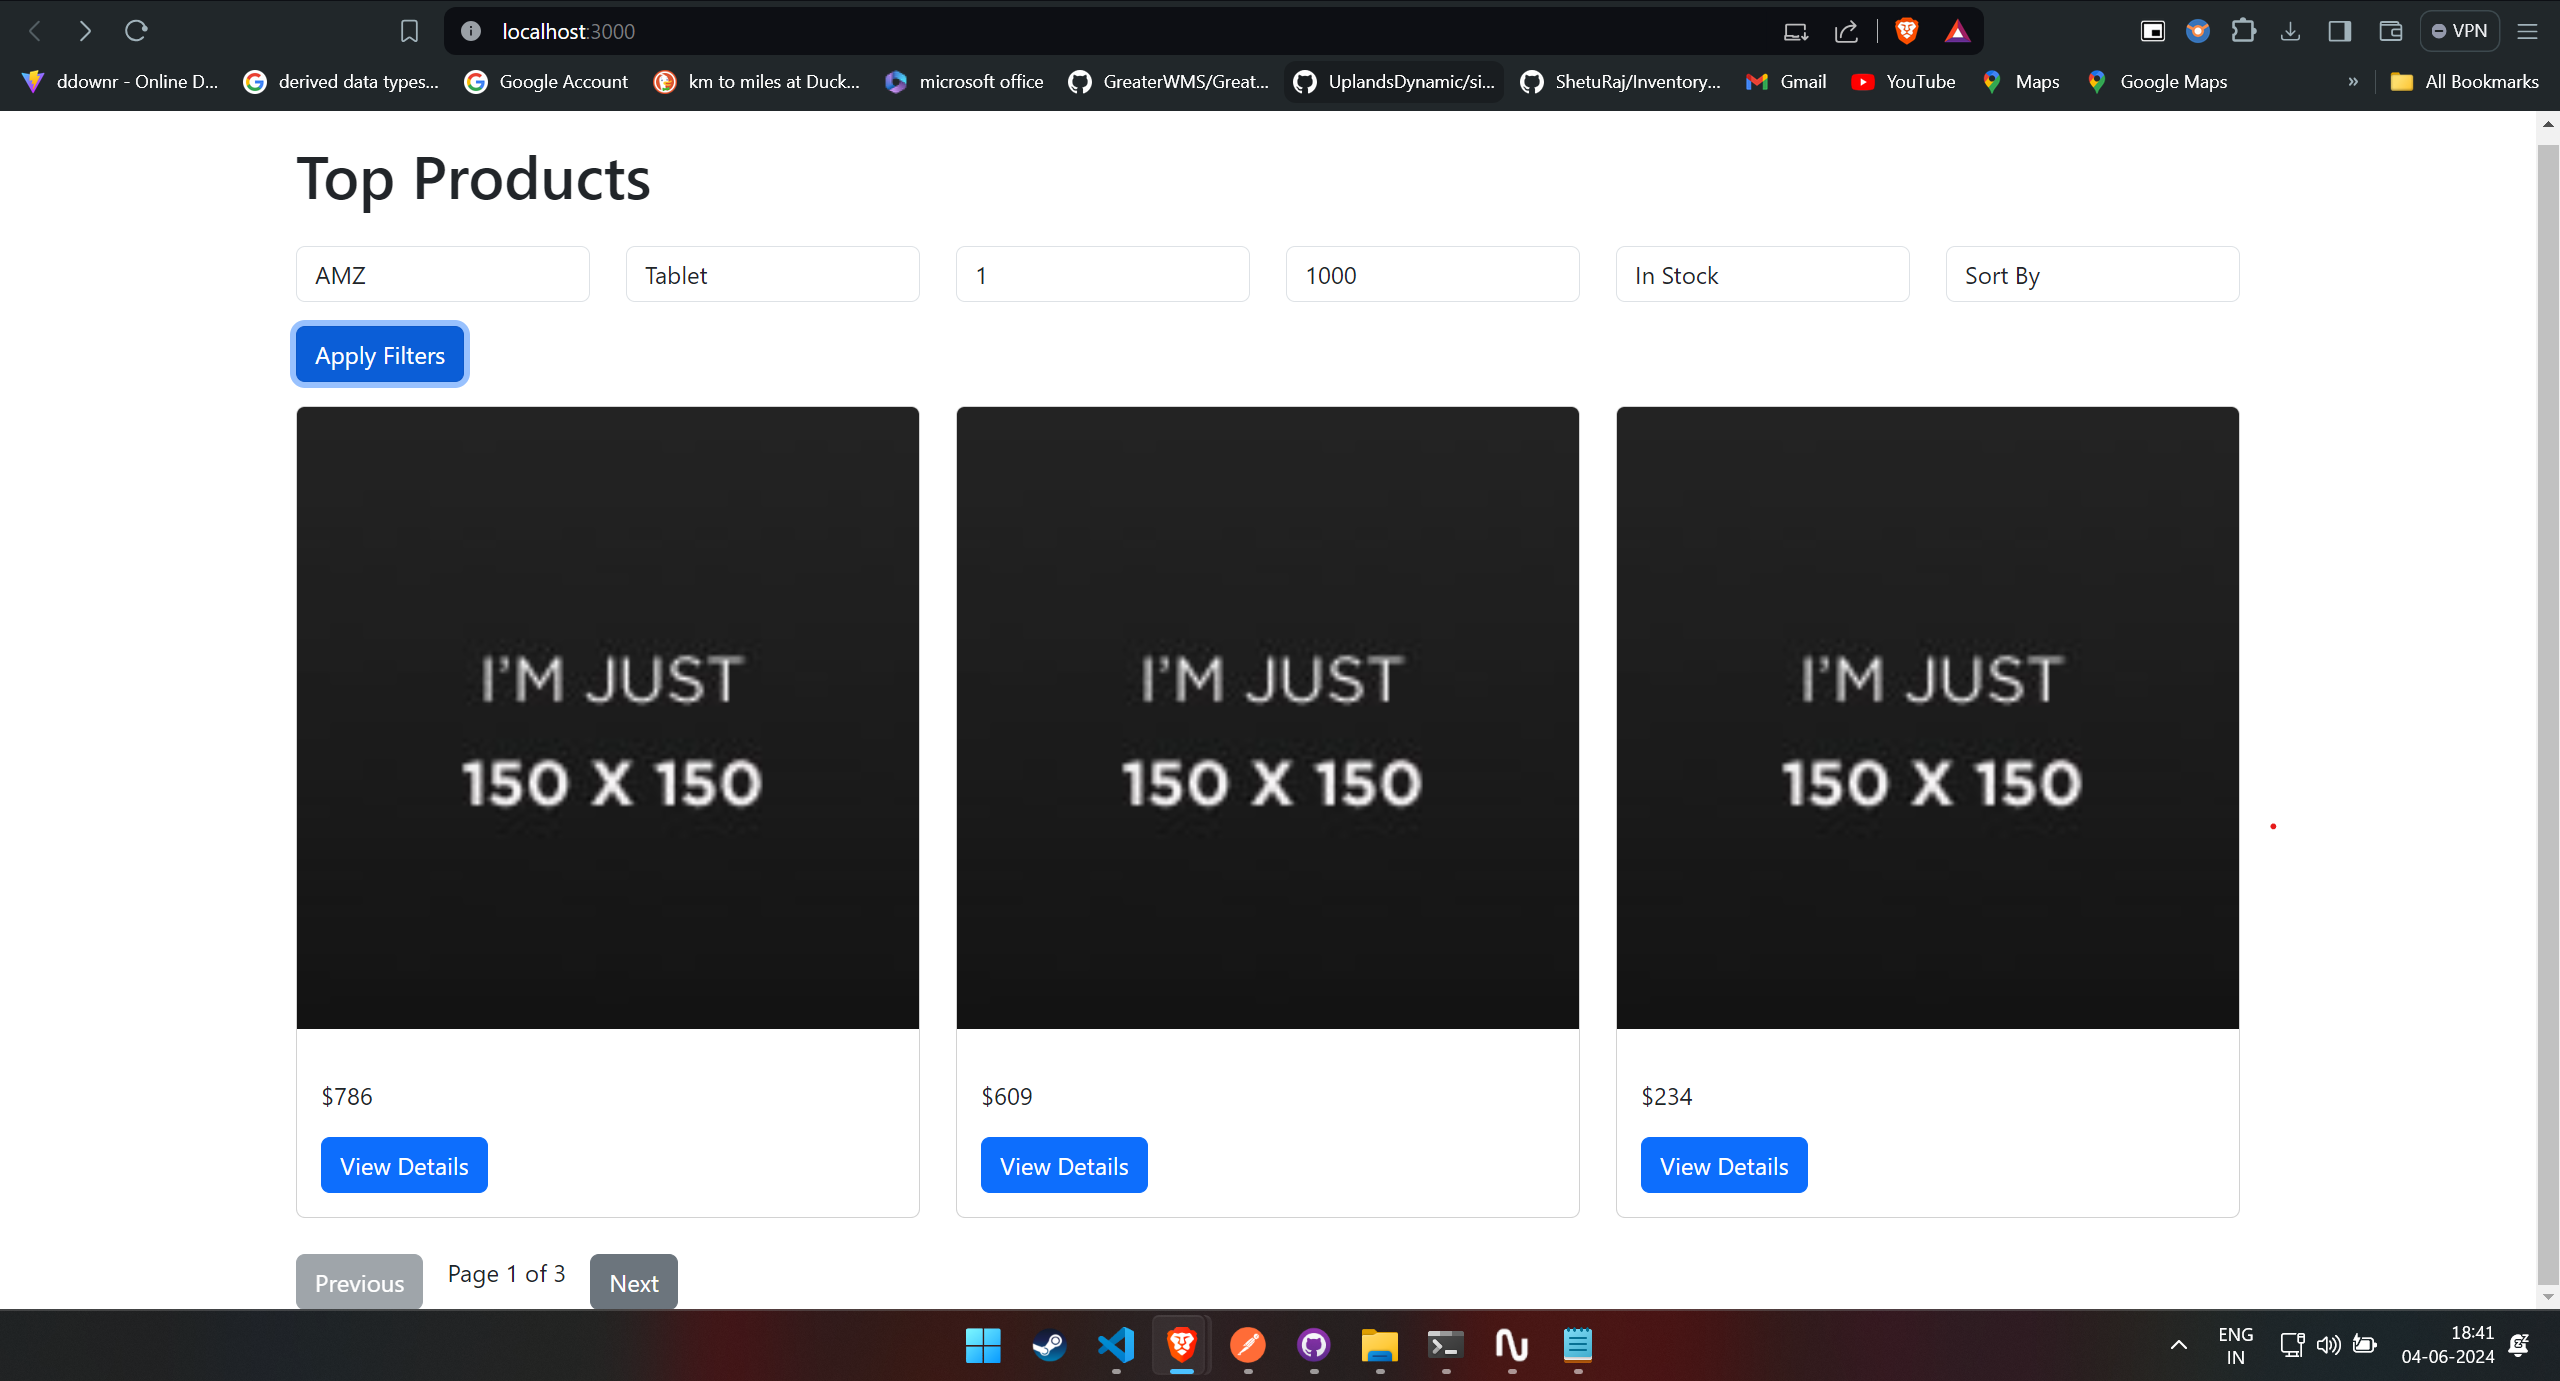 localhost:3000
VPN
ddownr - Online D...
derived data types...
Google Account
km to miles at Duck...
microsoft office
GreaterWMS/Great...
UplandsDynamic/si...
ShetuRaj/Inventory...
Gmail
YouTube
Maps
Google Maps
»
All Bookmarks
Top Products
AMZ
Tablet
1
1000
In Stock
Sort By
Apply Filters
I'M JUST
150 X 150
I'M JUST
150 X 150
I'M JUST
150 X 150
$786
$609
$234
View Details
View Details
View Details
Previous
Page 1 of 3
Next
ENG
IN
18:41
04-06-2024